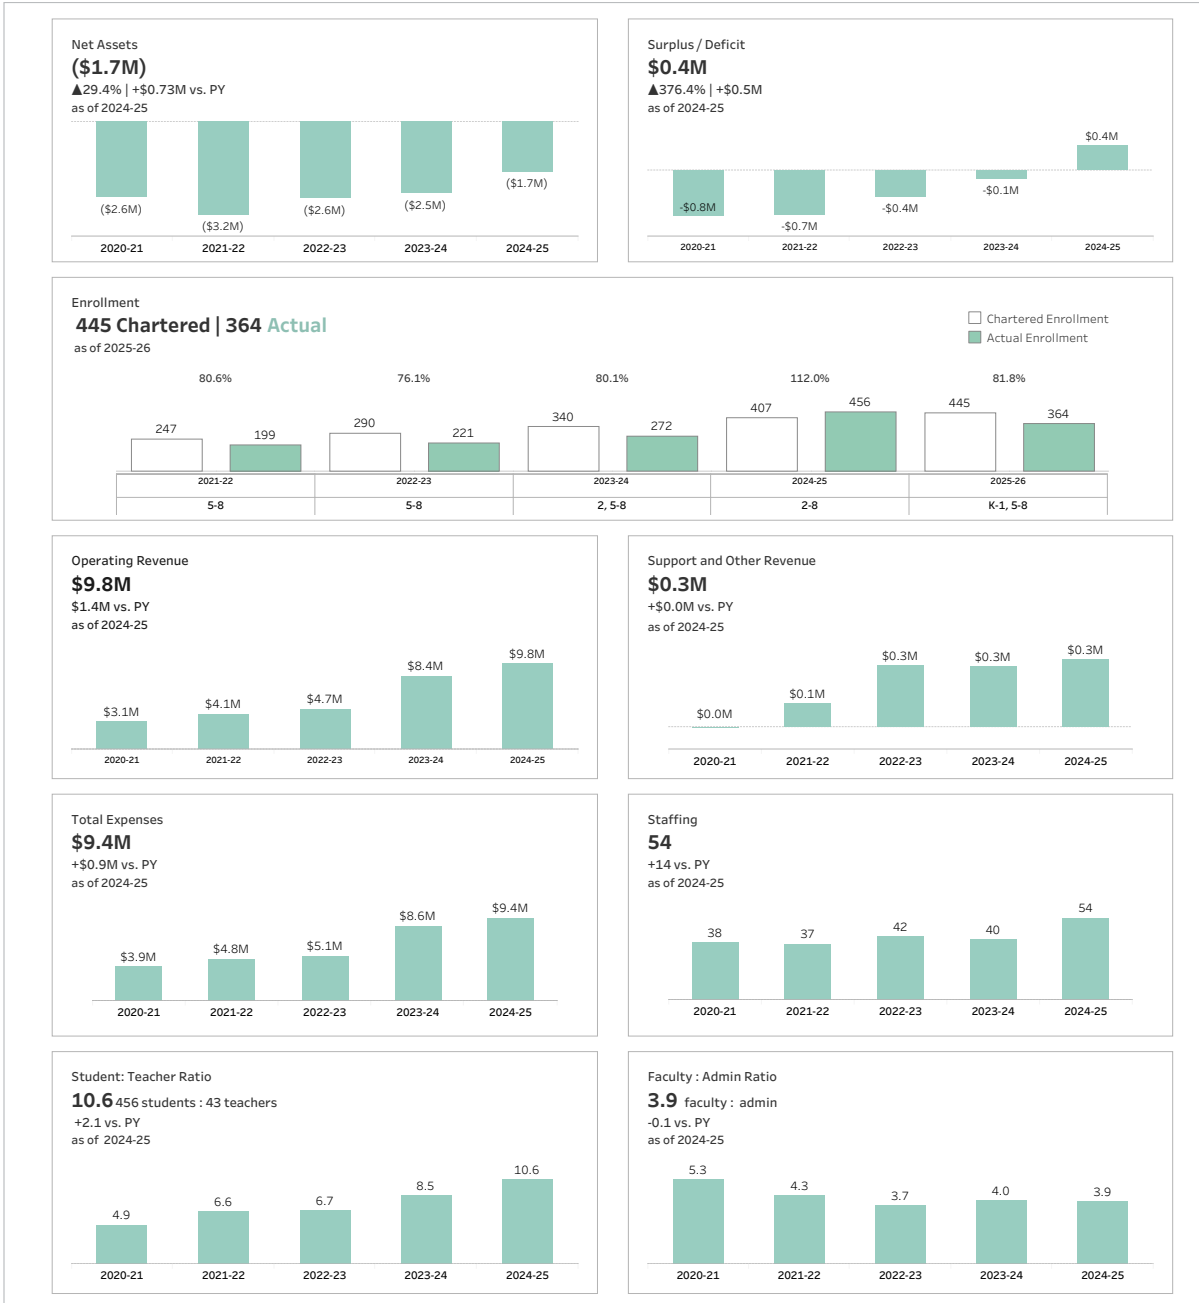 Net Assets
($1.7M)
▲29.4% | +$0.73M vs. PY
as of 2024-25
($2.6M)
($3.2M)
($2.6M)
($2.5M)
($1.7M)
2020-21 2021-22 2022-23 2023-24 2024-25
Surplus / Deficit
$0.4M
▲376.4% | +$0.5M
as of 2024-25
-$0.8M
-$0.7M
-$0.4M
-$0.1M
$0.4M
2020-21 2021-22 2022-23 2023-24 2024-25
Enrollment
445 Chartered | 364 Actual
as of 2025-26
Chartered Enrollment
Actual Enrollment
80.6% 76.1% 80.1% 112.0% 81.8%
247 199 290 221 340 272 407 456 445 364
2021-22 2022-23 2023-24 2024-25 2025-26
5-8 5-8 2, 5-8 2-8 K-1, 5-8
Operating Revenue
$9.8M
$1.4M vs. PY
as of 2024-25
$3.1M $4.1M $4.7M $8.4M $9.8M
2020-21 2021-22 2022-23 2023-24 2024-25
Support and Other Revenue
$0.3M
+$0.0M vs. PY
as of 2024-25
$0.0M $0.1M $0.3M $0.3M $0.3M
2020-21 2021-22 2022-23 2023-24 2024-25
Total Expenses
$9.4M
+$0.9M vs. PY
as of 2024-25
$3.9M $4.8M $5.1M $8.6M $9.4M
2020-21 2021-22 2022-23 2023-24 2024-25
Staffing
54
+14 vs. PY
as of 2024-25
38 37 42 40 54
2020-21 2021-22 2022-23 2023-24 2024-25
Student: Teacher Ratio
10.6 456 students : 43 teachers
+2.1 vs. PY
as of 2024-25
4.9 6.6 6.7 8.5 10.6
2020-21 2021-22 2022-23 2023-24 2024-25
Faculty : Admin Ratio
3.9 faculty : admin
-0.1 vs. PY
as of 2024-25
5.3 4.3 3.7 4.0 3.9
2020-21 2021-22 2022-23 2023-24 2024-25